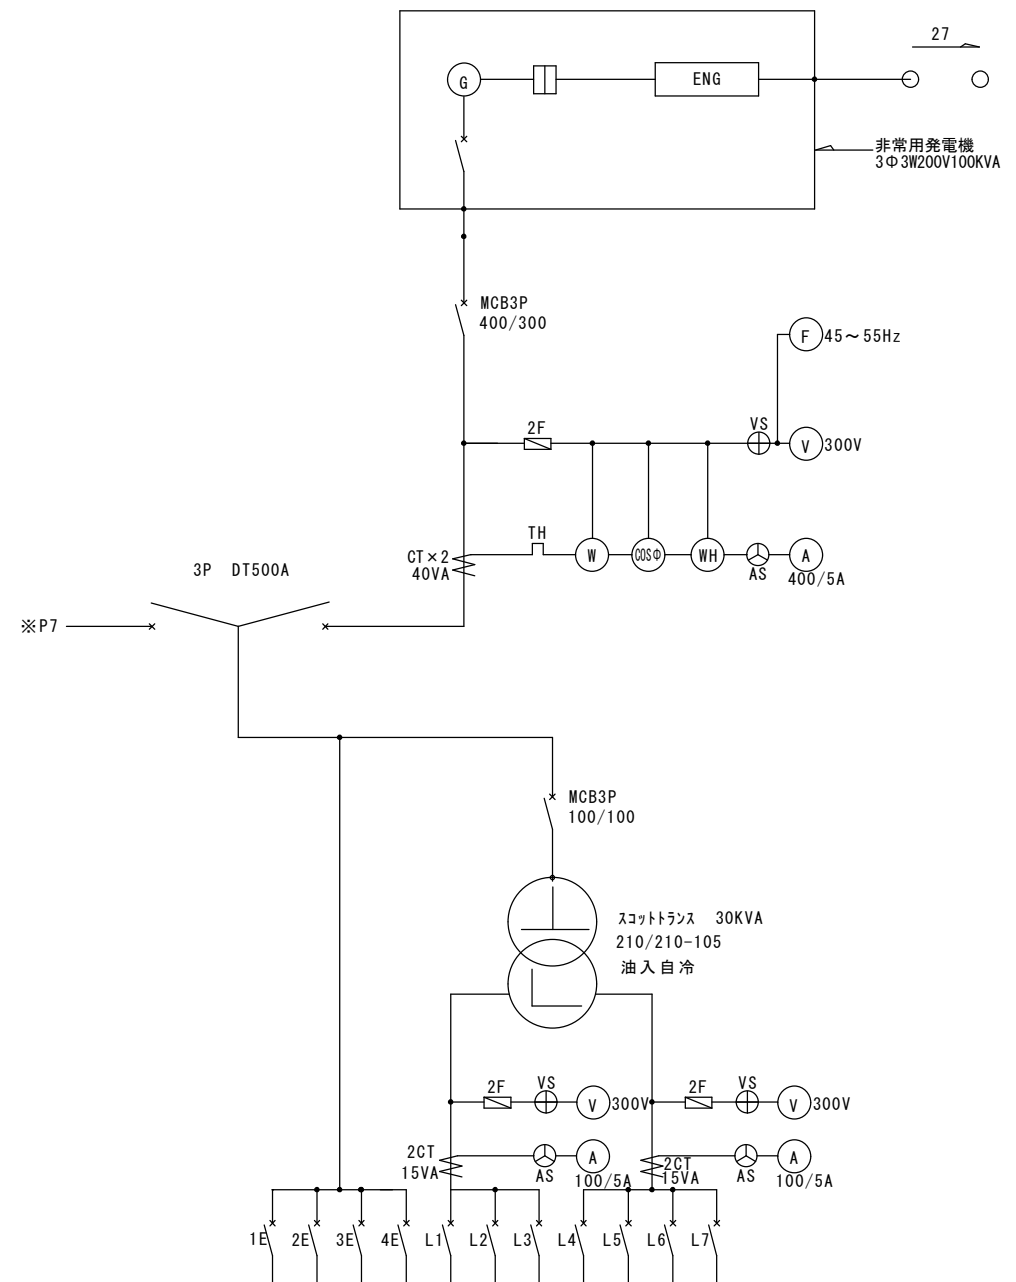 27
G
ENG
非常用発電機
3Φ3W200V100KVA
MCB3P
400/300
F
45～55Hz
2F
VS
V
300V
TH
CT×2
40VA
W
COSΦ
WH
AS
A
400/5A
3P DT500A
※P7
MCB3P
100/100
スコットトランス 30KVA
210/210-105
油入自冷
2F
VS
V
300V
2F
VS
V
300V
2CT
15VA
AS
A
100/5A
2CT
15VA
AS
A
100/5A
1E
2E
3E
4E
L1
L2
L3
L4
L5
L6
L7